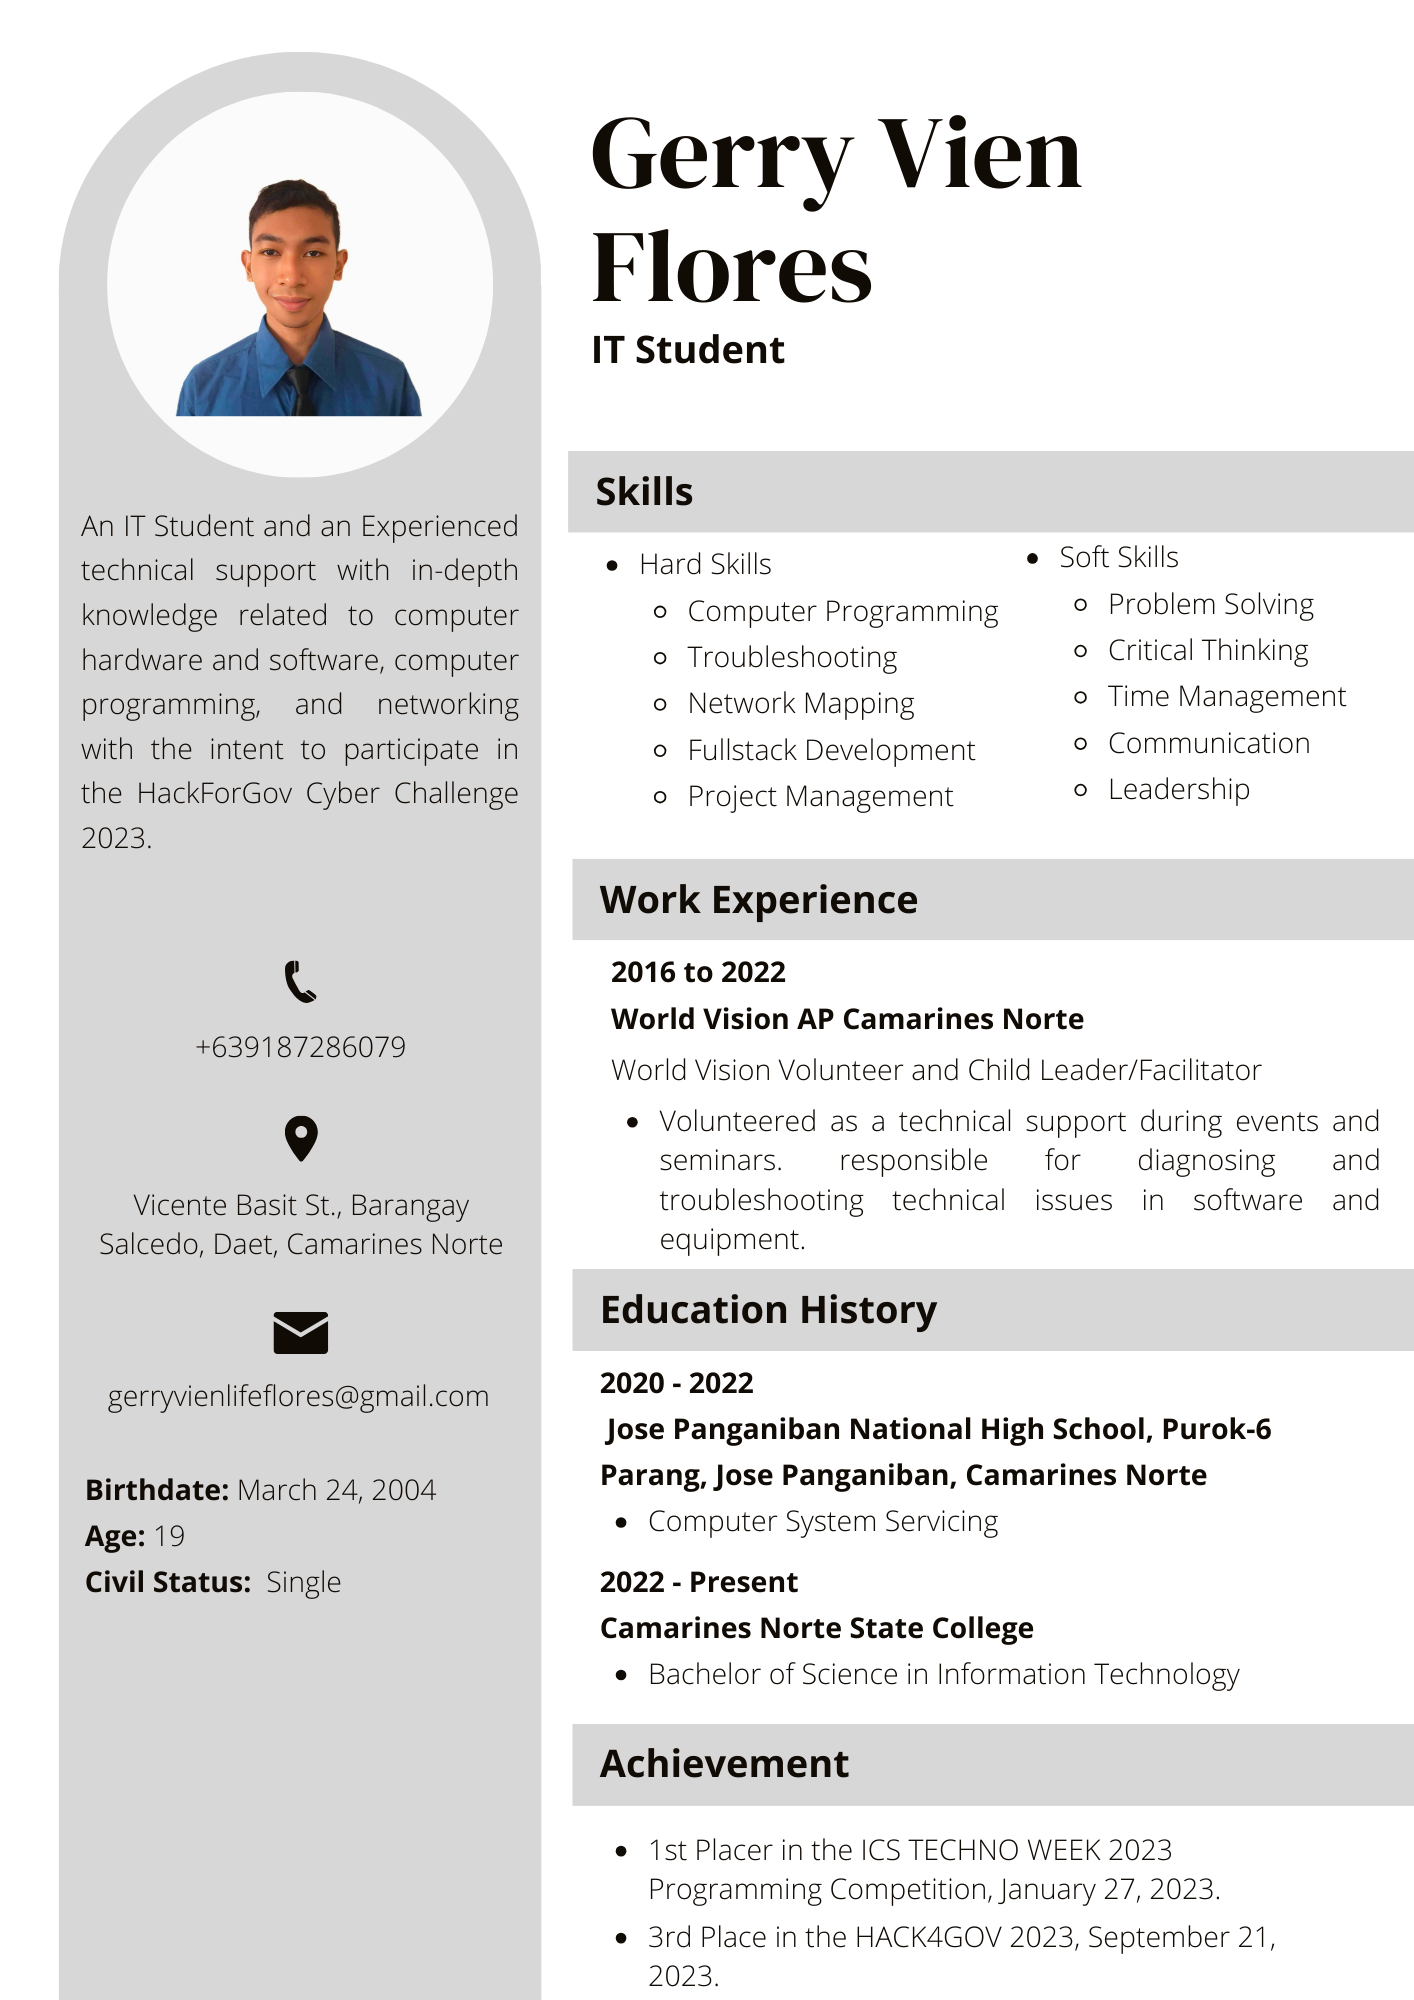 Gerry Vien
Flores
IT Student
An IT Student and an Experienced
technical support with in-depth
knowledge related to computer
hardware and software, computer
programming, and networking
with the intent to participate in
the HackForGov Cyber Challenge
2023.
+639187286079
Vicente Basit St., Barangay
Salcedo, Daet, Camarines Norte
gerryvienlifeflores@gmail.com
Birthdate: March 24, 2004
Age: 19
Civil Status: Single
Skills
• Hard Skills
◦ Computer Programming
◦ Troubleshooting
◦ Network Mapping
◦ Fullstack Development
◦ Project Management
• Soft Skills
◦ Problem Solving
◦ Critical Thinking
◦ Time Management
◦ Communication
◦ Leadership
Work Experience
2016 to 2022
World Vision AP Camarines Norte
World Vision Volunteer and Child Leader/Facilitator
• Volunteered as a technical support during events and
seminars. responsible for diagnosing and
troubleshooting technical issues in software and
equipment.
Education History
2020 - 2022
Jose Panganiban National High School, Purok-6
Parang, Jose Panganiban, Camarines Norte
• Computer System Servicing
2022 - Present
Camarines Norte State College
• Bachelor of Science in Information Technology
Achievement
• 1st Placer in the ICS TECHNO WEEK 2023
Programming Competition, January 27, 2023.
• 3rd Place in the HACK4GOV 2023, September 21,
2023.